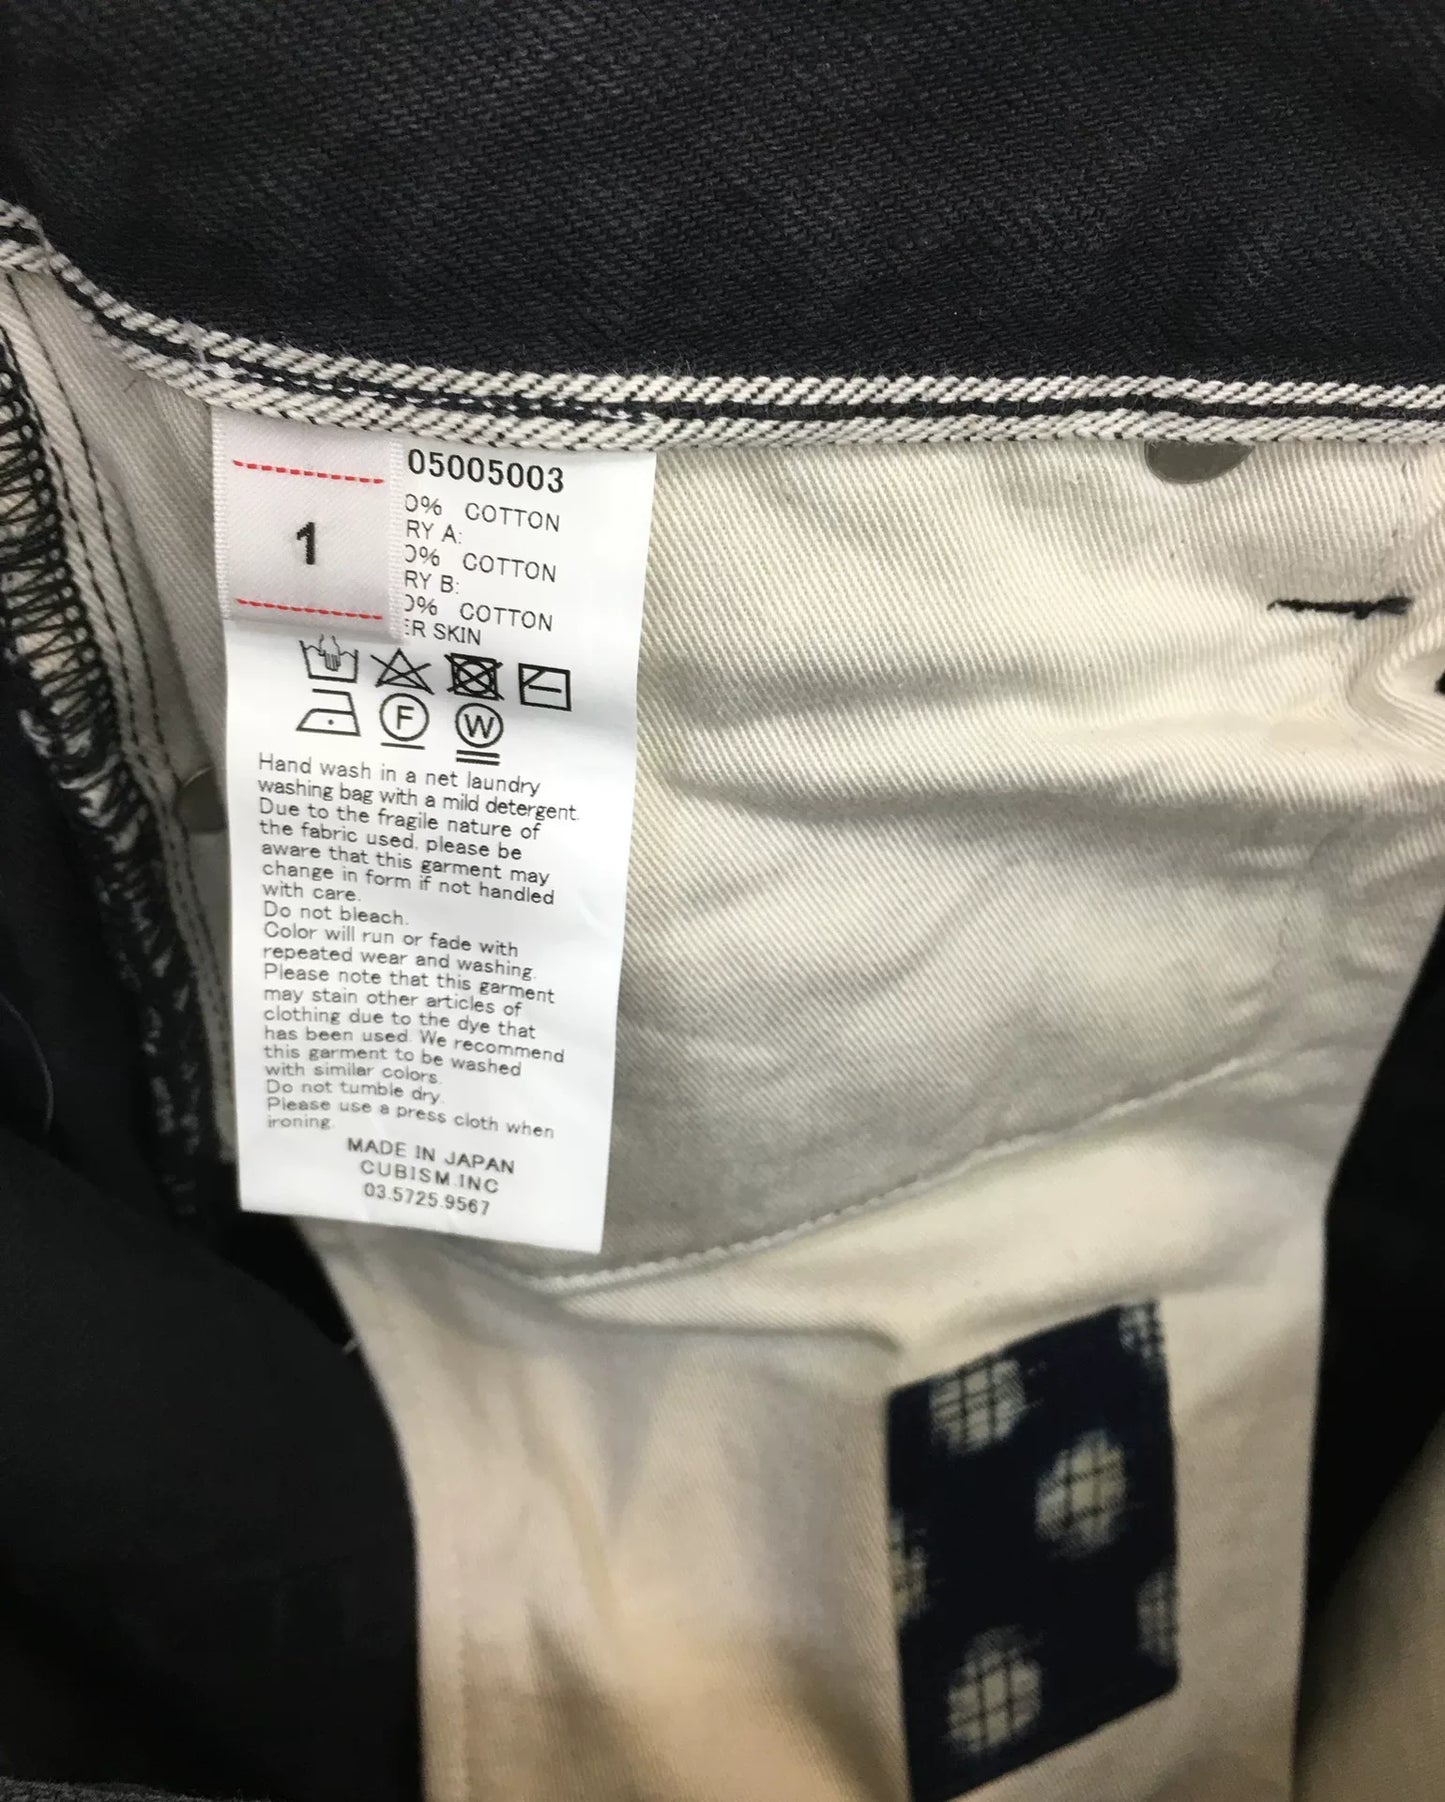 1
05005003
0% COTTON
RY A:
0% COTTON
RY B:
0% COTTON
ER SKIN
F
W
Hand wash in a net laundry
washing bag with a mild detergent.
Due to the fragile nature of
the fabric used, please be
aware that this garment may
change in form if not handled
with care.
Do not bleach.
Color will run or fade with
repeated wear and washing.
Please note that this garment
may stain other articles of
clothing due to the dye that
has been used. We recommend
this garment to be washed
with similar colors.
Do not tumble dry.
Please use a press cloth when
ironing.
MADE IN JAPAN
CUBISM.INC
03.5725.9567